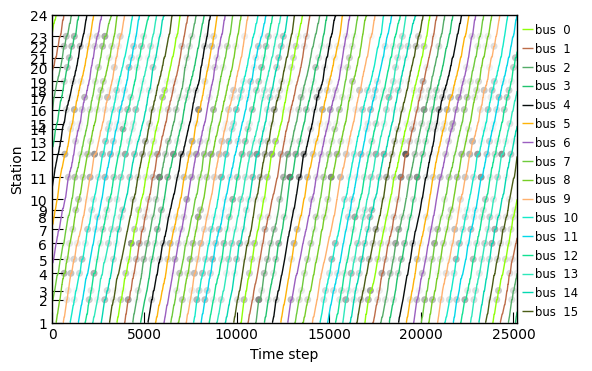 24
23
22
21
20
19
18
17
16
15
14
13
12
11
10
9
8
7
6
5
4
3
2
1
Station
0
5000
10000
15000
20000
25000
Time step
bus 0
bus 1
bus 2
bus 3
bus 4
bus 5
bus 6
bus 7
bus 8
bus 9
bus 10
bus 11
bus 12
bus 13
bus 14
bus 15